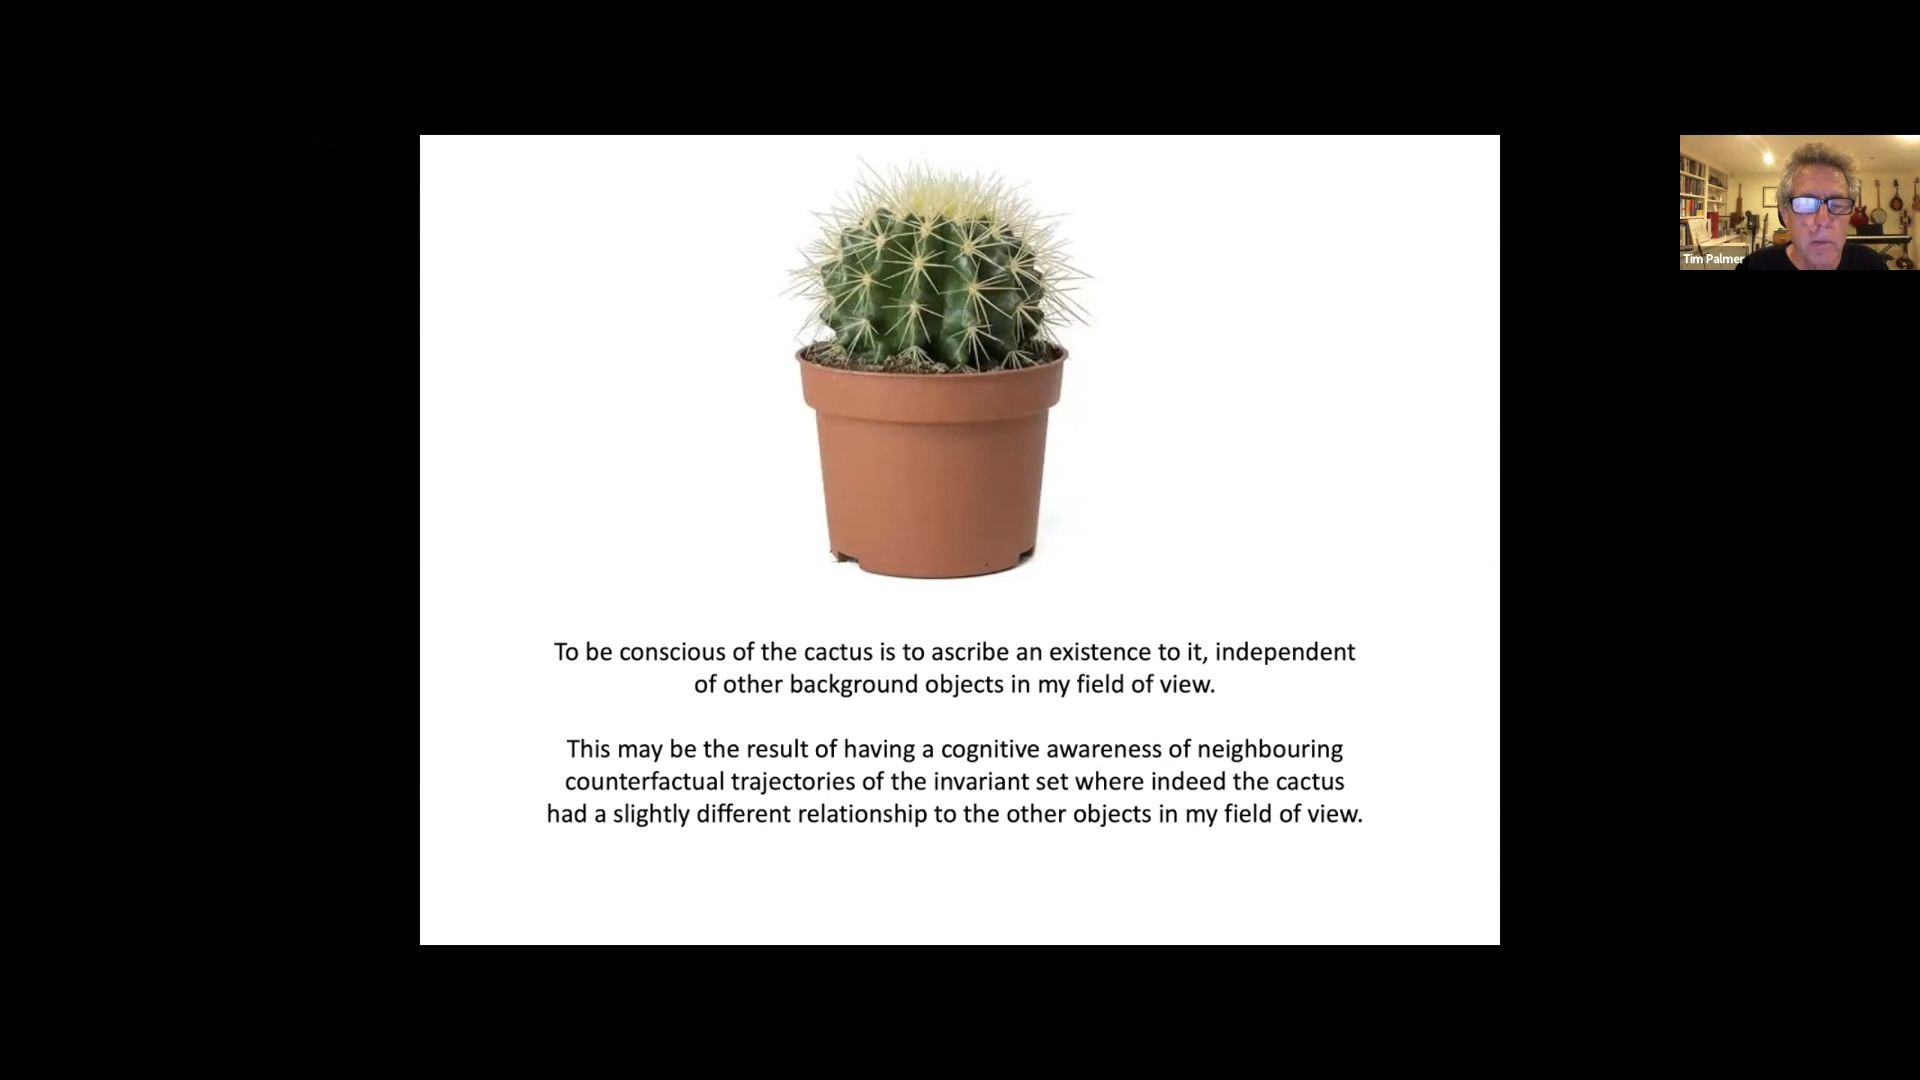 Tim Palmer
To be conscious of the cactus is to ascribe an existence to it, independent
of other background objects in my field of view.
This may be the result of having a cognitive awareness of neighbouring
counterfactual trajectories of the invariant set where indeed the cactus
had a slightly different relationship to the other objects in my field of view.